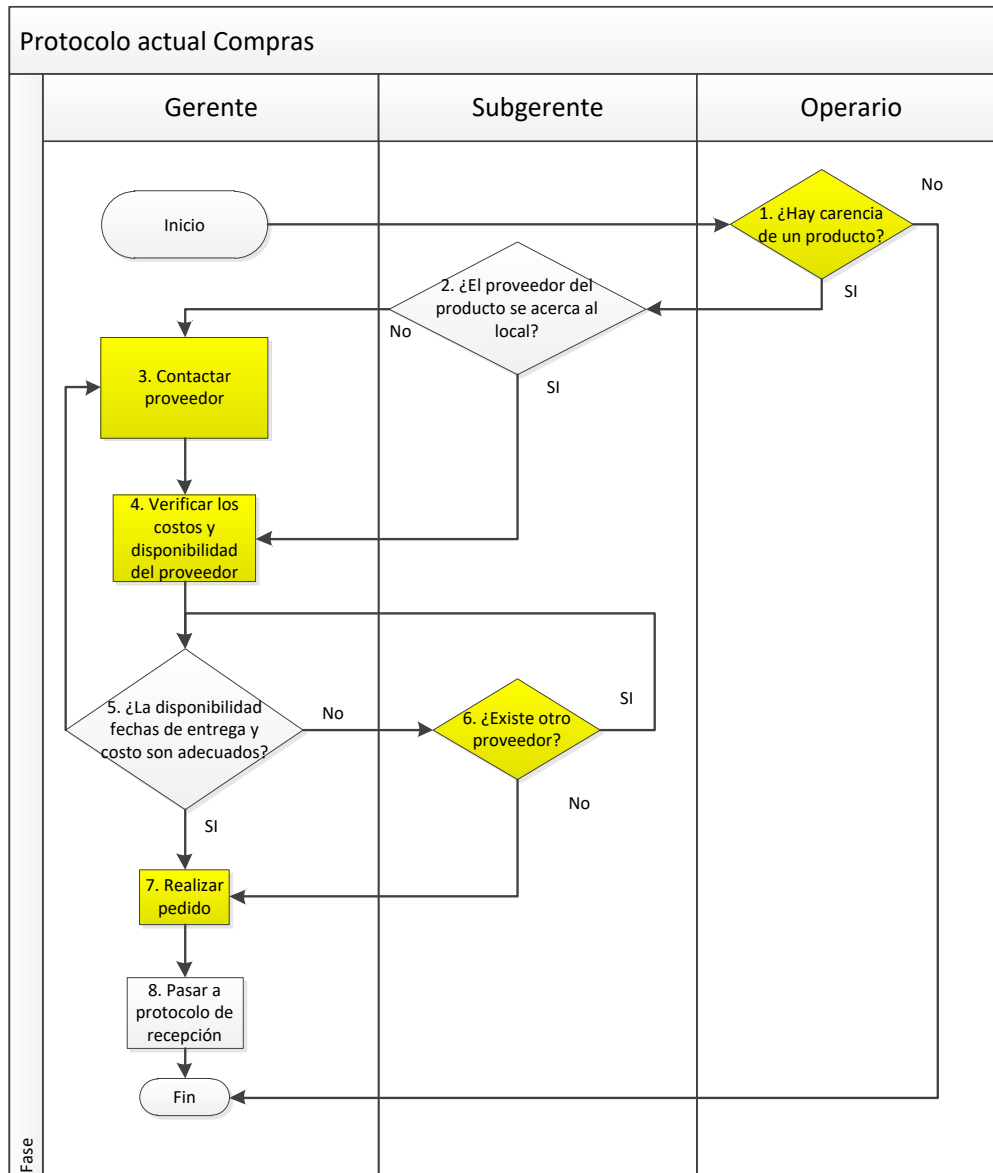 Protocolo actual Compras
Gerente
Subgerente
Operario
Inicio
1. ¿Hay carencia
de un producto?
No
SI
2. ¿El proveedor del
producto se acerca al
local?
No
SI
3. Contactar
proveedor
4. Verificar los
costos y
disponibilidad
del proveedor
5. ¿La disponibilidad
fechas de entrega y
costo son adecuados?
No
SI
6. ¿Existe otro
proveedor?
SI
No
7. Realizar
pedido
8. Pasar a
protocolo de
recepción
Fin
Fase